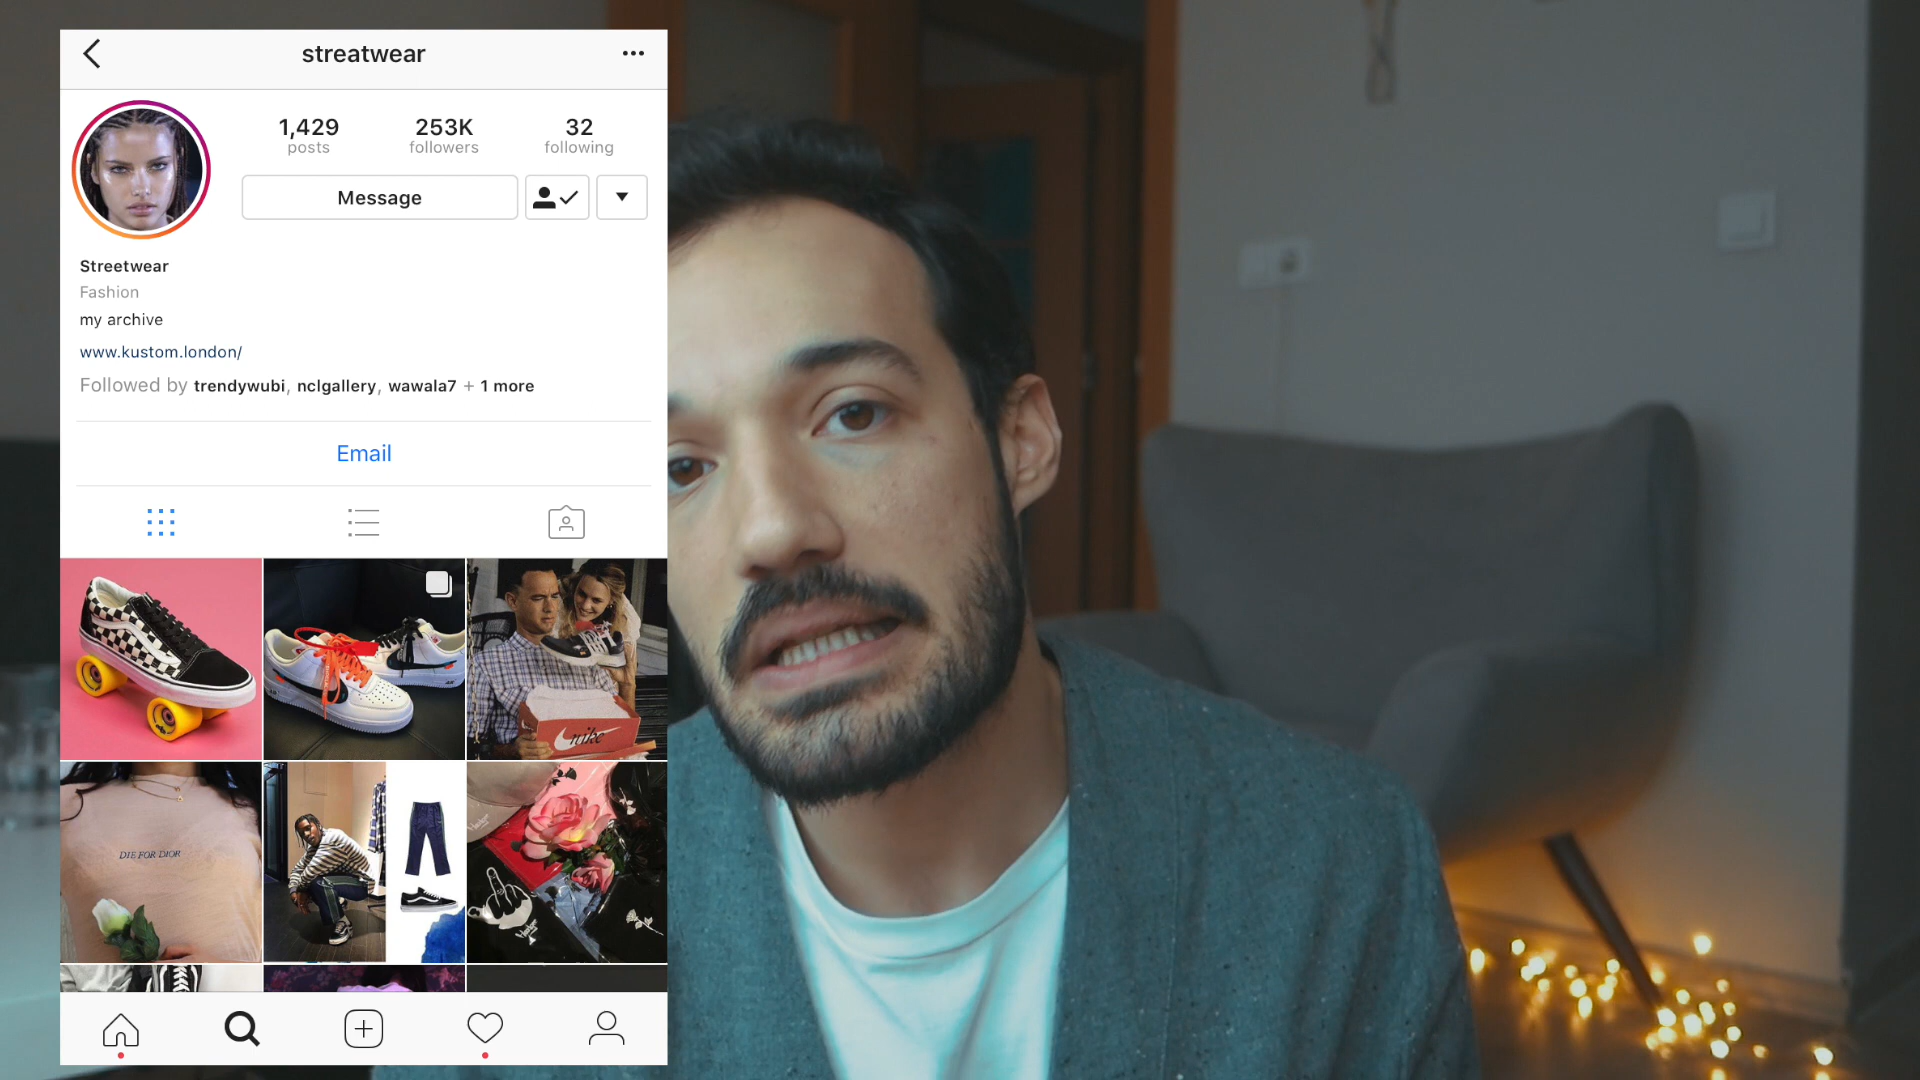 streatwear
1,429 253K 32
posts followers following
Message
Streetwear
Fashion
my archive
www.kustom.london/
Followed by trendywubi, nclgallery, wawala7 + 1 more
Email
nike
DIE FOR DIOR